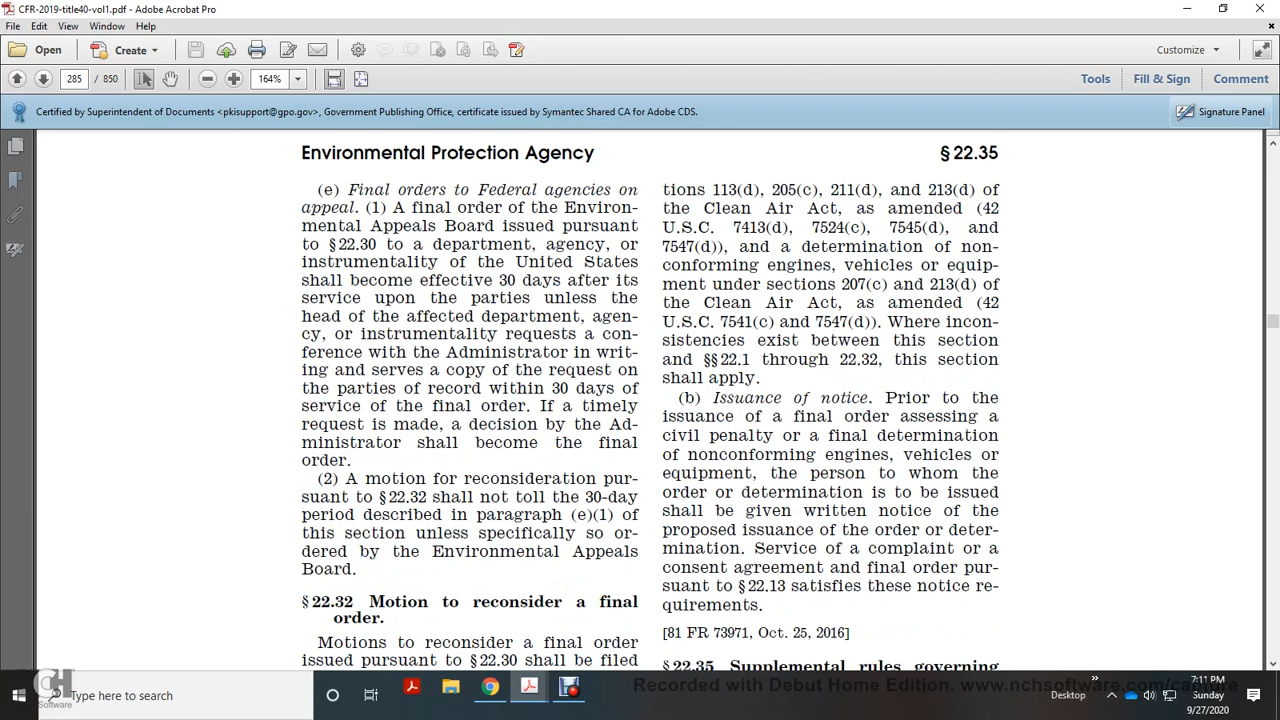 CFR-2019-title40-vol1.pdf - Adobe Acrobat Pro
File Edit View Window Help
Open Create Customize
285 / 850 164% Tools Fill & Sign Comment
Certified by Superintendent of Documents <pkisupport@gpo.gov>, Government Publishing Office, certificate issued by Symantec Shared CA for Adobe CDS. Signature Panel
Environmental Protection Agency § 22.35
(e) Final orders to Federal agencies on
appeal. (1) A final order of the Environ-
mental Appeals Board issued pursuant
to § 22.30 to a department, agency, or
instrumentality of the United States
shall become effective 30 days after its
service upon the parties unless the
head of the affected department, agen-
cy, or instrumentality requests a con-
ference with the Administrator in writ-
ing and serves a copy of the request on
the parties of record within 30 days of
service of the final order. If a timely
request is made, a decision by the Ad-
ministrator shall become the final
order.
(2) A motion for reconsideration pur-
suant to § 22.32 shall not toll the 30-day
period described in paragraph (e)(1) of
this section unless specifically so or-
dered by the Environmental Appeals
Board.
§ 22.32 Motion to reconsider a final
order.
Motions to reconsider a final order
issued pursuant to § 22.30 shall be filed
tions 113(d), 205(c), 211(d), and 213(d) of
the Clean Air Act, as amended (42
U.S.C. 7413(d), 7524(c), 7545(d), and
7547(d)), and a determination of non-
conforming engines, vehicles or equip-
ment under sections 207(c) and 213(d) of
the Clean Air Act, as amended (42
U.S.C. 7541(c) and 7547(d)). Where incon-
sistencies exist between this section
and §§ 22.1 through 22.32, this section
shall apply.
(b) Issuance of notice. Prior to the
issuance of a final order assessing a
civil penalty or a final determination
of nonconforming engines, vehicles or
equipment, the person to whom the
order or determination is to be issued
shall be given written notice of the
proposed issuance of the order or deter-
mination. Service of a complaint or a
consent agreement and final order pur-
suant to § 22.13 satisfies these notice re-
quirements.
[81 FR 73971, Oct. 25, 2016]
§ 22.35 Supplemental rules governing
NCH Software
Type here to search
Recorded with Debut Home Edition. www.nchsoftware.com/capture
Desktop
7:11 PM
Sunday
9/27/2020